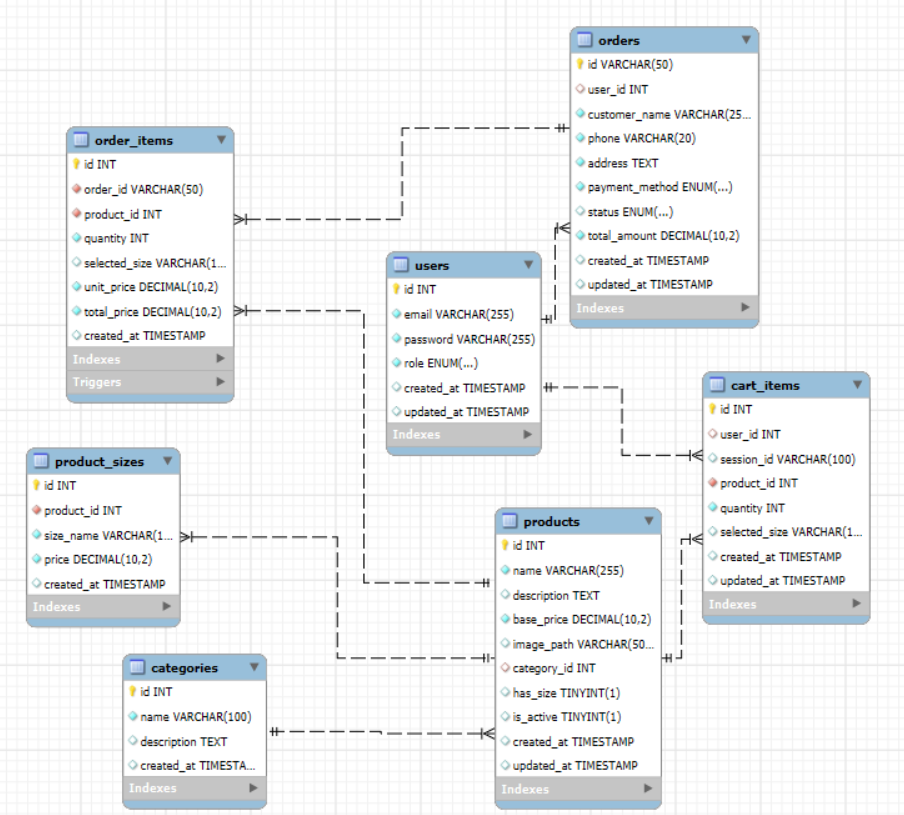 orders
id VARCHAR(50)
user_id INT
customer_name VARCHAR(25...
phone VARCHAR(20)
address TEXT
payment_method ENUM(...)
status ENUM(...)
total_amount DECIMAL(10,2)
created_at TIMESTAMP
updated_at TIMESTAMP
Indexes
order_items
id INT
order_id VARCHAR(50)
product_id INT
quantity INT
selected_size VARCHAR(1...
unit_price DECIMAL(10,2)
total_price DECIMAL(10,2)
created_at TIMESTAMP
Indexes
Triggers
users
id INT
email VARCHAR(255)
password VARCHAR(255)
role ENUM(...)
created_at TIMESTAMP
updated_at TIMESTAMP
Indexes
cart_items
id INT
user_id INT
session_id VARCHAR(100)
product_id INT
quantity INT
selected_size VARCHAR(1...
created_at TIMESTAMP
updated_at TIMESTAMP
Indexes
product_sizes
id INT
product_id INT
size_name VARCHAR(1...
price DECIMAL(10,2)
created_at TIMESTAMP
Indexes
products
id INT
name VARCHAR(255)
description TEXT
base_price DECIMAL(10,2)
image_path VARCHAR(50...
category_id INT
has_size TINYINT(1)
is_active TINYINT(1)
created_at TIMESTAMP
updated_at TIMESTAMP
Indexes
categories
id INT
name VARCHAR(100)
description TEXT
created_at TIMESTA...
Indexes